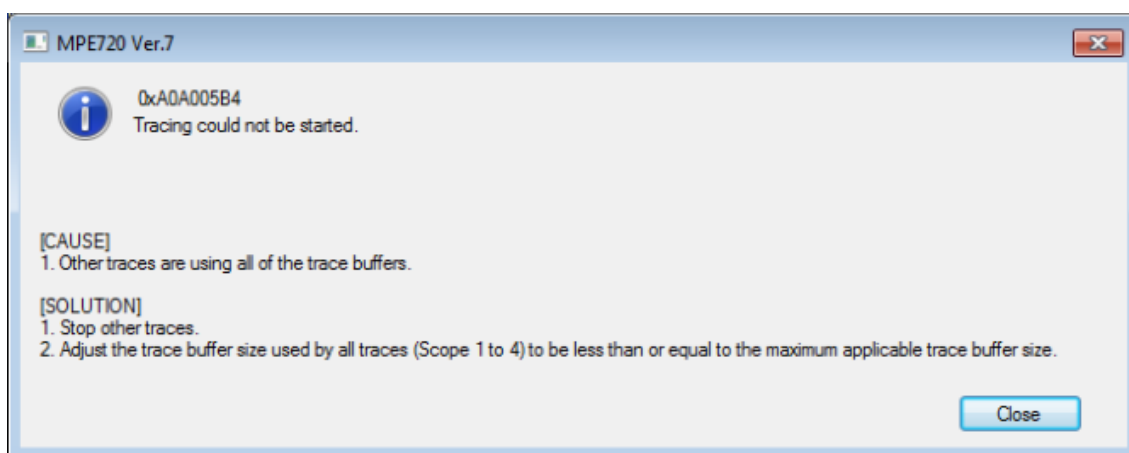 MPE720 Ver.7
0xA0A005B4
Tracing could not be started.
[CAUSE]
1. Other traces are using all of the trace buffers.
[SOLUTION]
1. Stop other traces.
2. Adjust the trace buffer size used by all traces (Scope 1 to 4) to be less than or equal to the maximum applicable trace buffer size.
Close